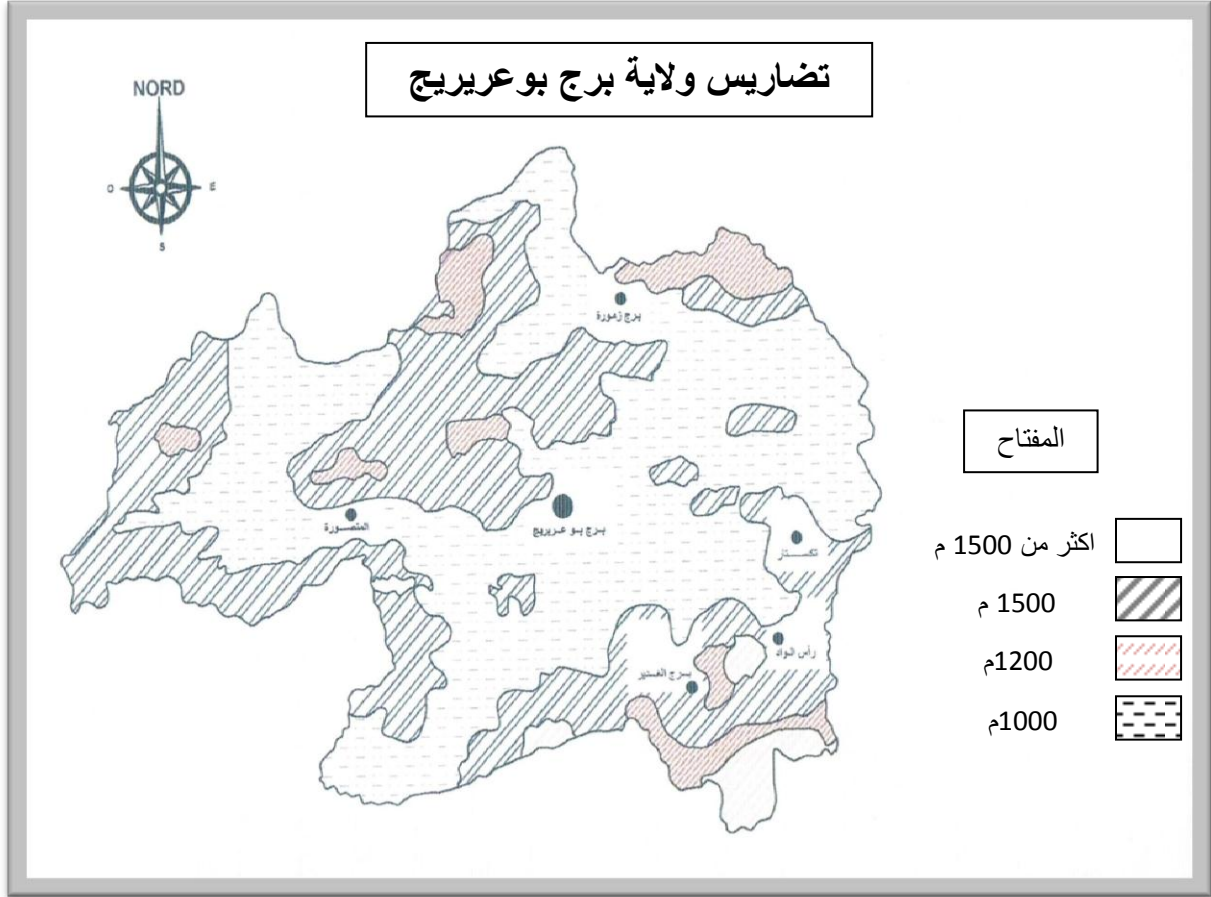 تضاريس ولاية برج بوعريريج
NORD
O
E
S
برج زمورة
المنصورة
برج بو عريريج
تكستار
رأس الواد
برج الغدير
المفتاح
اكثر من 1500 م
1500 م
1200م
1000م